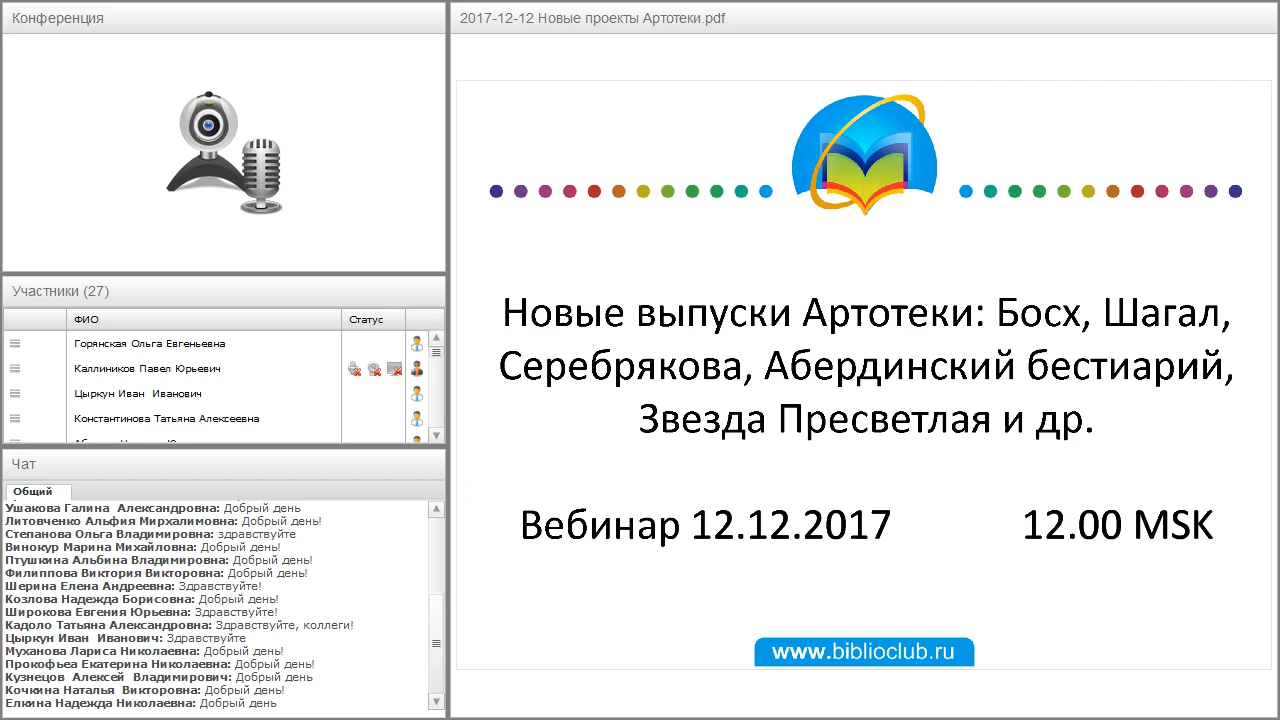 Конференция
Участники (27)
ФИО Статус
Горянская Ольга Евгеньевна
Каллиников Павел Юрьевич
Цыркун Иван Иванович
Константинова Татьяна Алексеевна
Чат
Общий
Ушакова Галина Александровна: Добрый день
Литовченко Альфия Мирхалимовна: Добрый день!
Степанова Ольга Владимировна: здравствуйте
Винокур Марина Михайловна: Добрый день!
Птушкина Альбина Владимировна: Добрый день!
Филиппова Виктория Викторовна: Добрый день!
Шерина Елена Андреевна: Здравствуйте!
Козлова Надежда Борисовна: Добрый день!
Широкова Евгения Юрьевна: Здравствуйте!
Кадоло Татьяна Александровна: Здравствуйте, коллеги!
Цыркун Иван Иванович: Здравствуйте
Муханова Лариса Николаевна: Добрый день!
Прокофьева Екатерина Николаевна: Добрый день!
Кузнецов Алексей Владимирович: Добрый день
Кочкина Наталья Викторовна: Добрый день!
Елкина Надежда Николаевна: Добрый день
2017-12-12 Новые проекты Артотеки.pdf
Новые выпуски Артотеки: Босх, Шагал,
Серебрякова, Абердинский бестиарий,
Звезда Пресветлая и др.
Вебинар 12.12.2017 12.00 MSK
www.biblioclub.ru